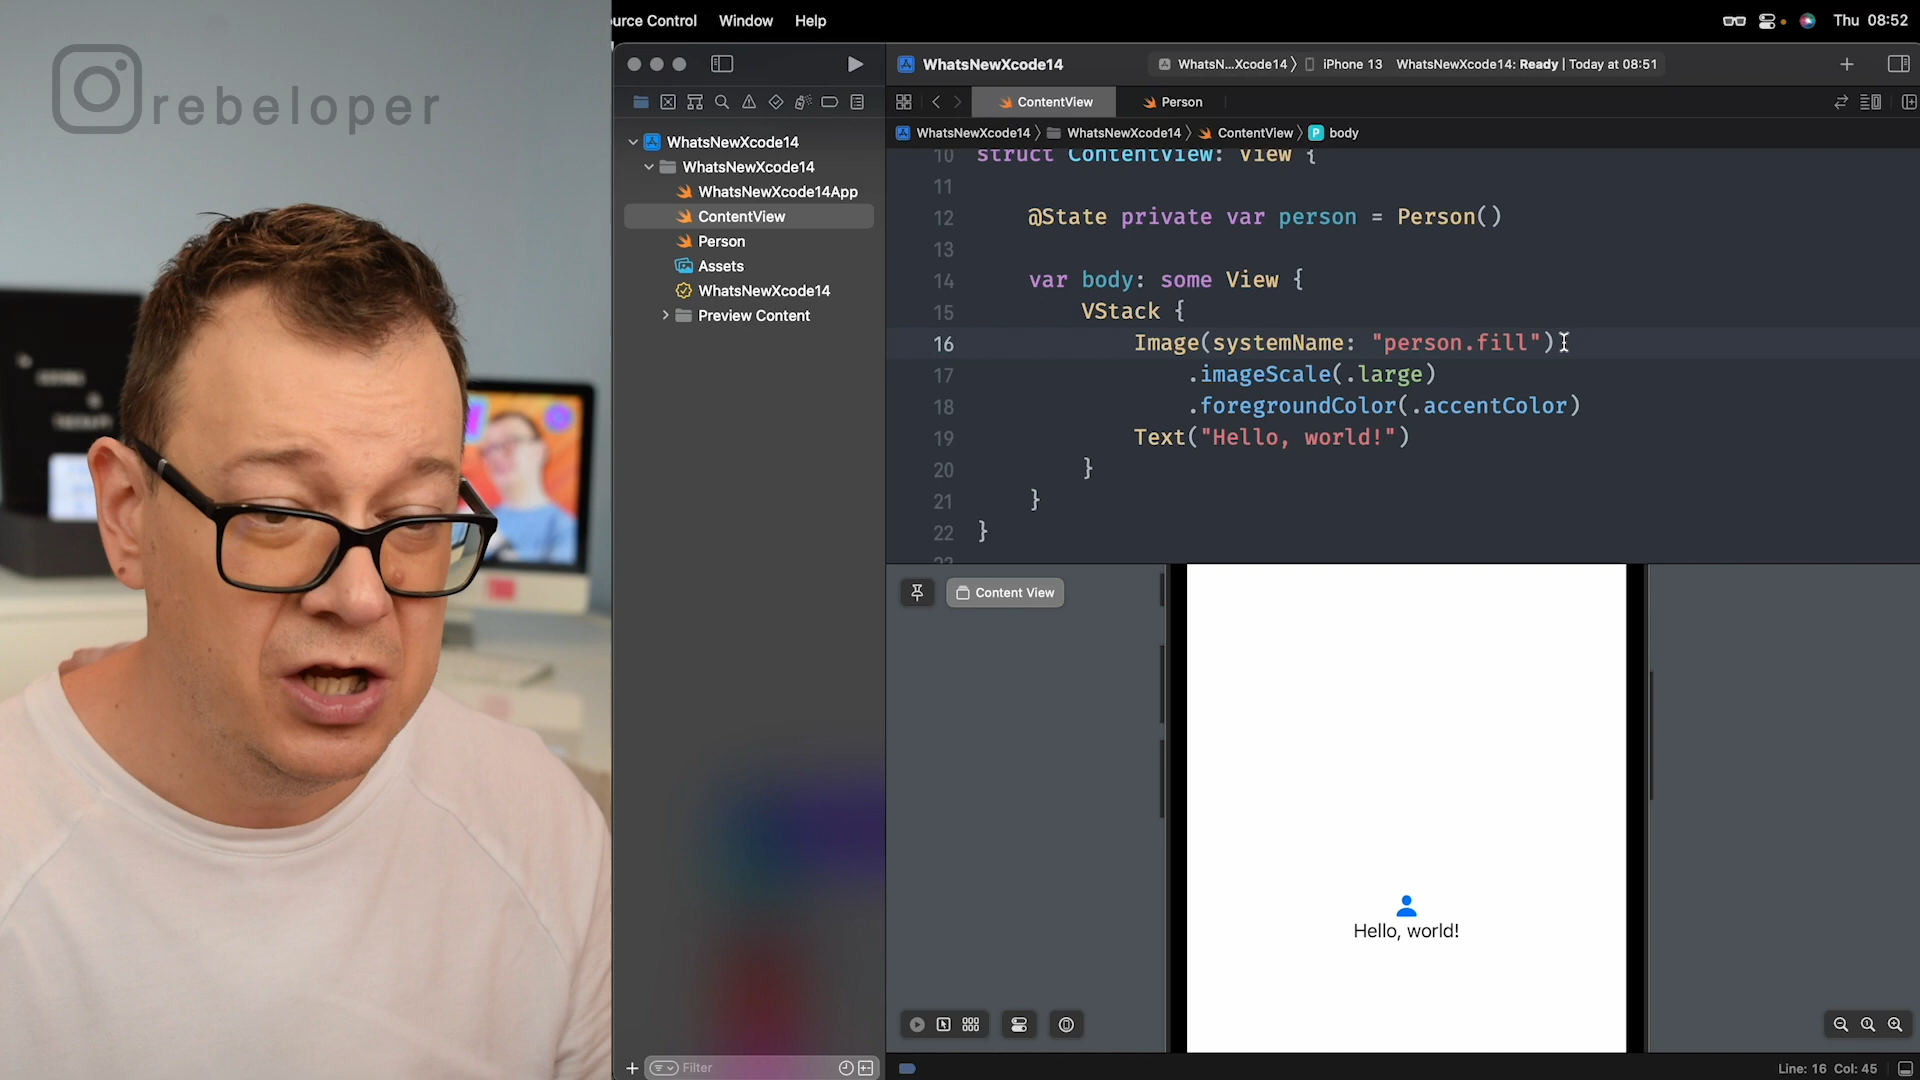 rebeloper
urce Control Window Help
Thu 08:52
WhatsNewXcode14
WhatsN...Xcode14 〉 iPhone 13 WhatsNewXcode14: Ready | Today at 08:51
ContentView Person
WhatsNewXcode14 〉 WhatsNewXcode14 〉 ContentView 〉 P body
WhatsNewXcode14
WhatsNewXcode14
WhatsNewXcode14App
ContentView
Person
Assets
WhatsNewXcode14
Preview Content
10 struct ContentView: View {
11
12 @State private var person = Person()
13
14 var body: some View {
15 VStack {
16 Image(systemName: "person.fill")
17 .imageScale(.large)
18 .foregroundColor(.accentColor)
19 Text("Hello, world!")
20 }
21 }
22 }
Content View
Hello, world!
Filter
Line: 16 Col: 45